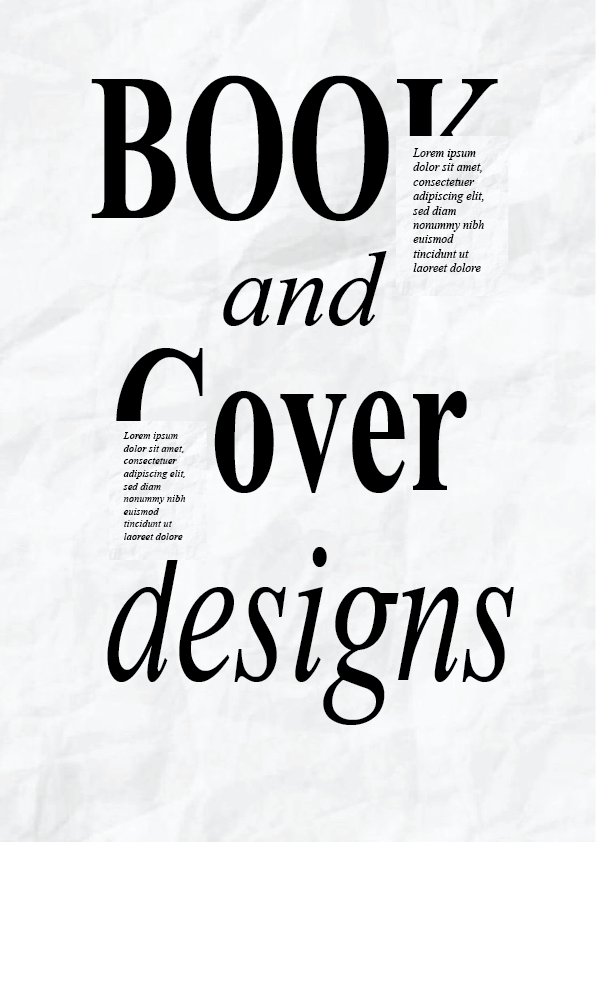 BOOK
Lorem ipsum
dolor sit amet,
consectetuer
adipiscing elit,
sed diam
nonummy nibh
euismod
tincidunt ut
laoreet dolore
and
Cover
Lorem ipsum
dolor sit amet,
consectetuer
adipiscing elit,
sed diam
nonummy nibh
euismod
tincidunt ut
laoreet dolore
designs